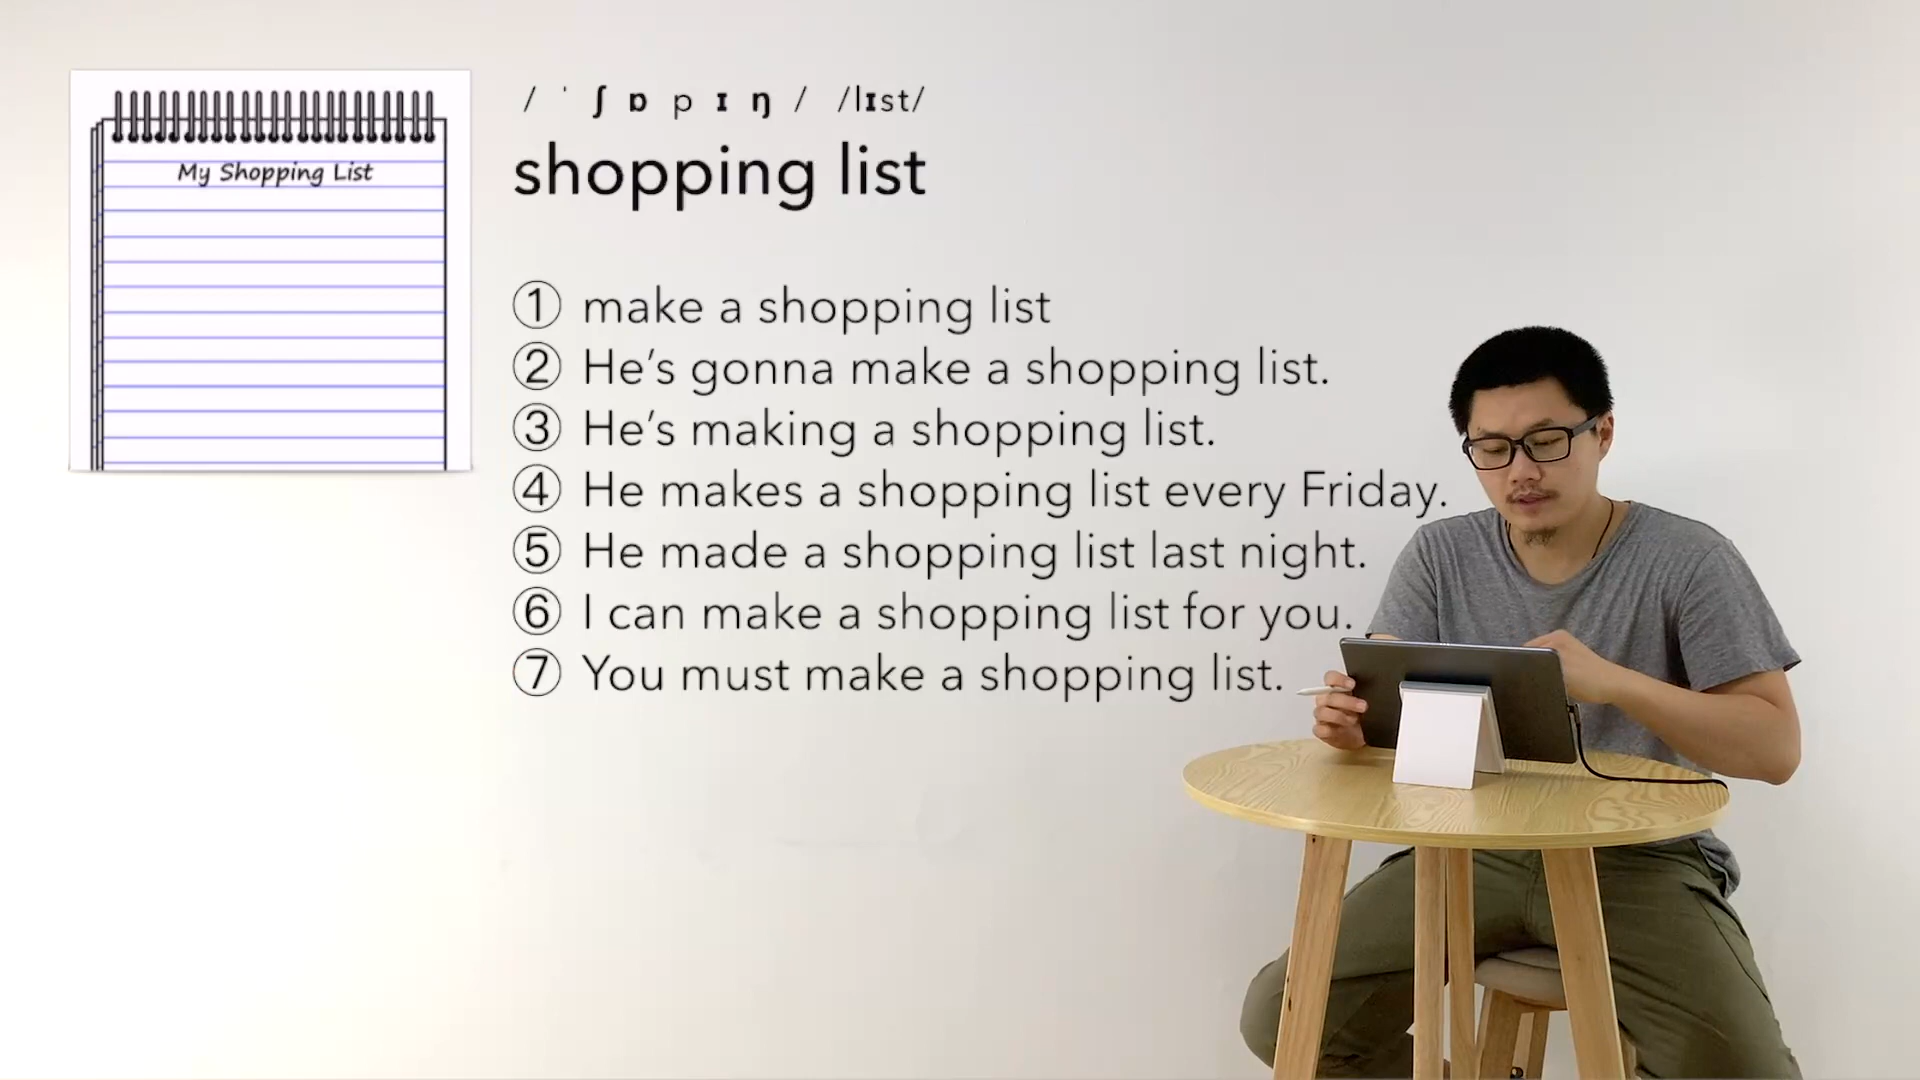 My Shopping List
/ ˈ ʃ ɒ p ɪ ŋ / /lɪst/
shopping list
① make a shopping list
② He’s gonna make a shopping list.
③ He’s making a shopping list.
④ He makes a shopping list every Friday.
⑤ He made a shopping list last night.
⑥ I can make a shopping list for you.
⑦ You must make a shopping list.